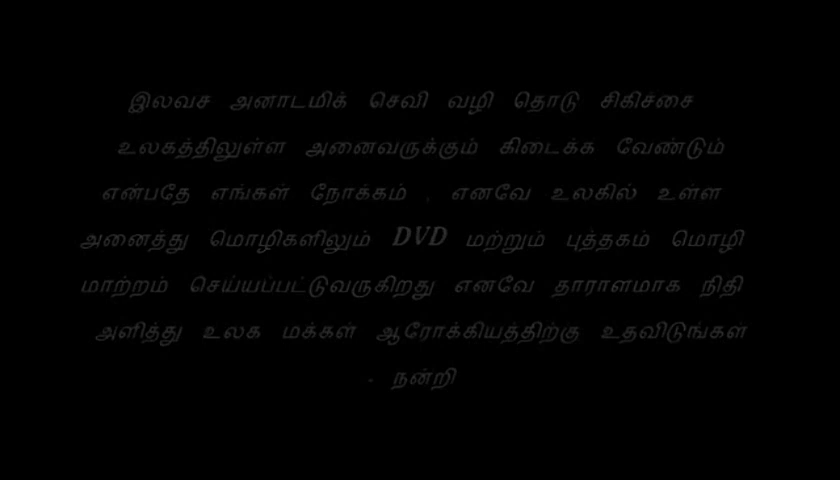 இலவச அனாடமிக் செவி வழி தொடு சிகிச்சை
உலகத்திலுள்ள அனைவருக்கும் கிடைக்க வேண்டும்
என்பதே எங்கள் நோக்கம் , எனவே உலகில் உள்ள
அனைத்து மொழிகளிலும் DVD மற்றும் புத்தகம் மொழி
மாற்றம் செய்யப்பட்டுவருகிறது எனவே தாராளமாக நிதி
அளித்து உலக மக்கள் ஆரோக்கியத்திற்கு உதவிடுங்கள்
- நன்றி